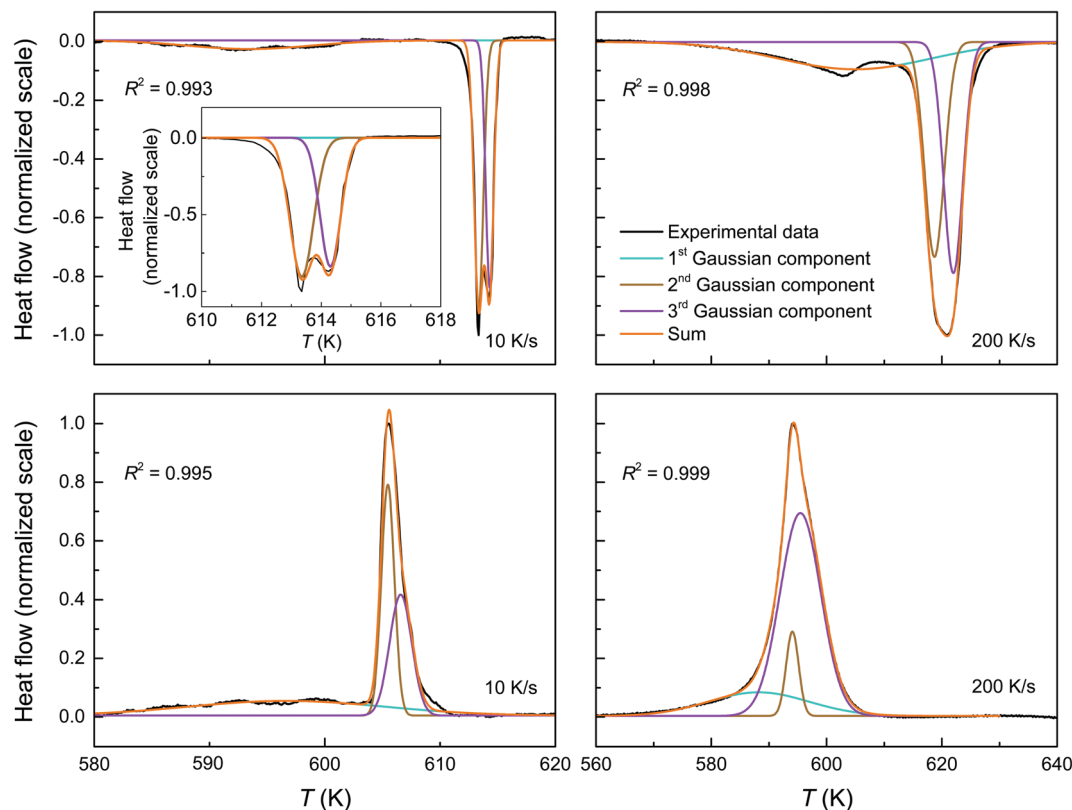 Heat flow (normalized scale)
0.0
-0.2
-0.4
-0.6
-0.8
-1.0
R² = 0.993
10 K/s
Heat flow
(normalized scale)
0.0
-0.5
-1.0
610 612 614 616 618
T (K)
R² = 0.998
Experimental data
1st Gaussian component
2nd Gaussian component
3rd Gaussian component
Sum
200 K/s
Heat flow (normalized scale)
1.0
0.8
0.6
0.4
0.2
0.0
R² = 0.995
10 K/s
580 590 600 610 620
T (K)
R² = 0.999
200 K/s
560 580 600 620 640
T (K)